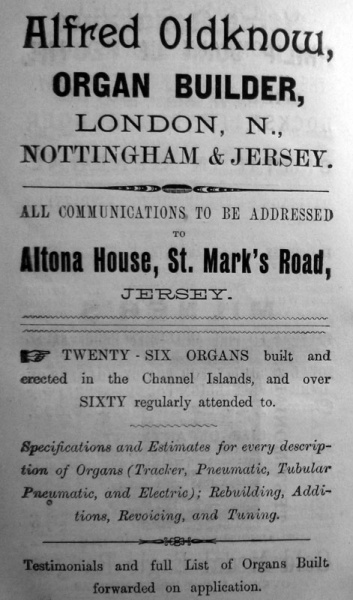 Alfred Oldknow,
ORGAN BUILDER,
LONDON, N.,
NOTTINGHAM & JERSEY.
ALL COMMUNICATIONS TO BE ADDRESSED
TO
Altona House, St. Mark's Road,
JERSEY.
☞ TWENTY-SIX ORGANS built and
erected in the Channel Islands, and over
SIXTY regularly attended to.
Specifications and Estimates for every descrip-
tion of Organs (Tracker, Pneumatic, Tubular
Pneumatic, and Electric); Rebuilding, Addi-
tions, Revoicing, and Tuning.
Testimonials and full List of Organs Built
forwarded on application.